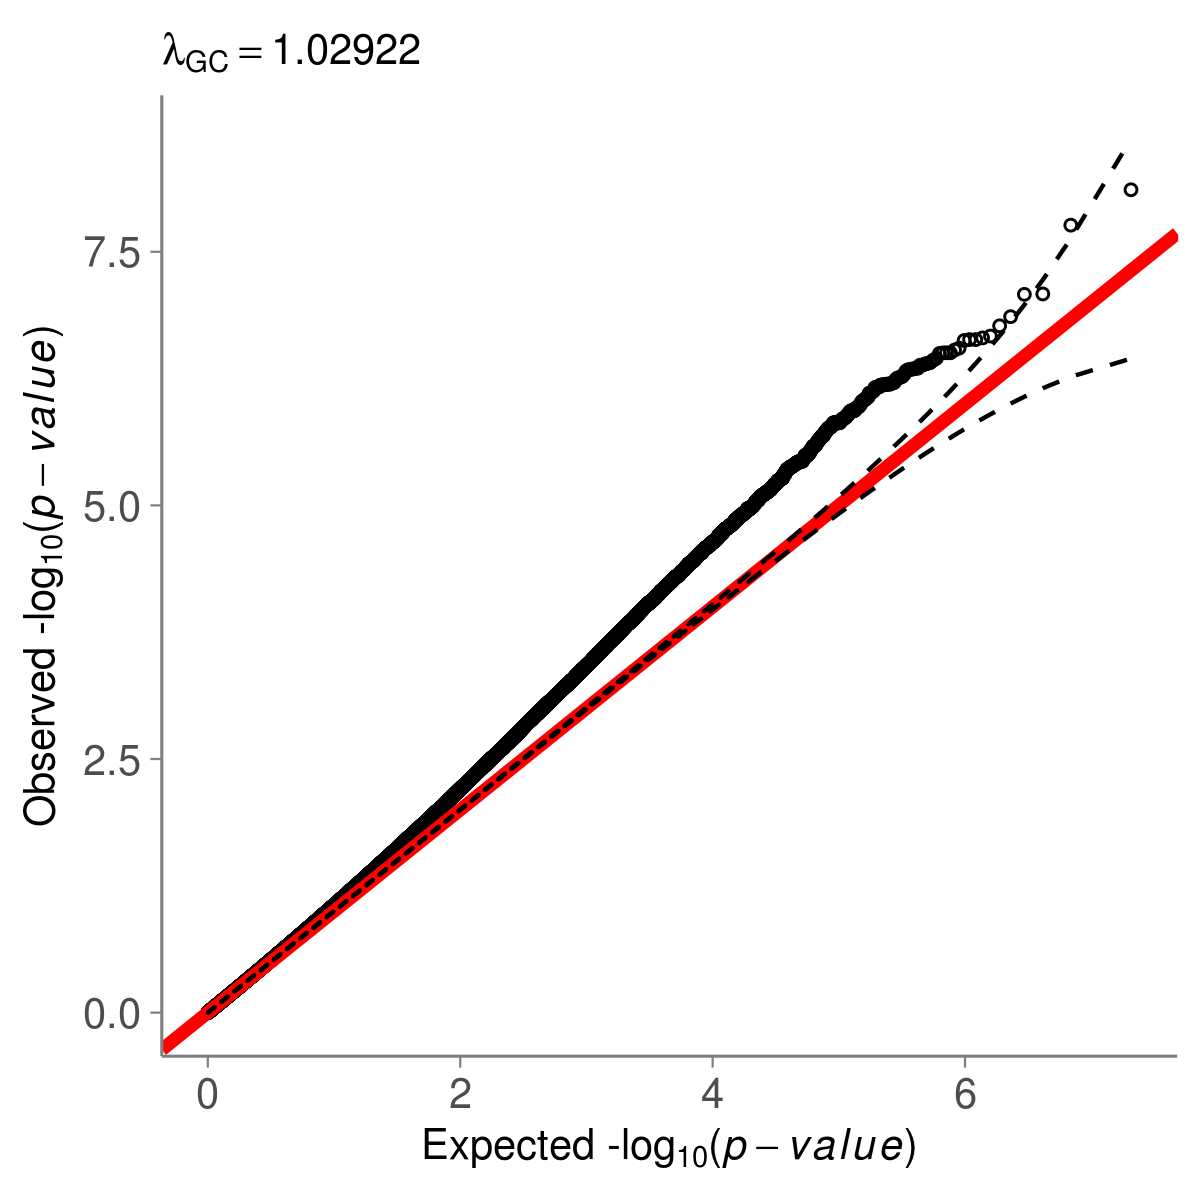 λGC = 1.02922
Observed -log10(p − value)
7.5
5.0
2.5
0.0
0 2 4 6
Expected -log10(p − value)